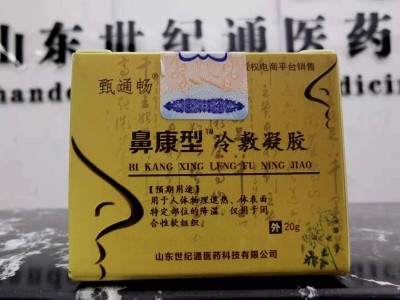 山东世纪通医药
甄通畅®
授权电商平台销售
鼻康型™冷敷凝胶
BI KANG XING LENG FU NING JIAO
【预期用途】
用于人体物理退热、体表面
特定部位的降温，仅用于闭
合性软组织。
外 20g
山东世纪通医药科技有限公司